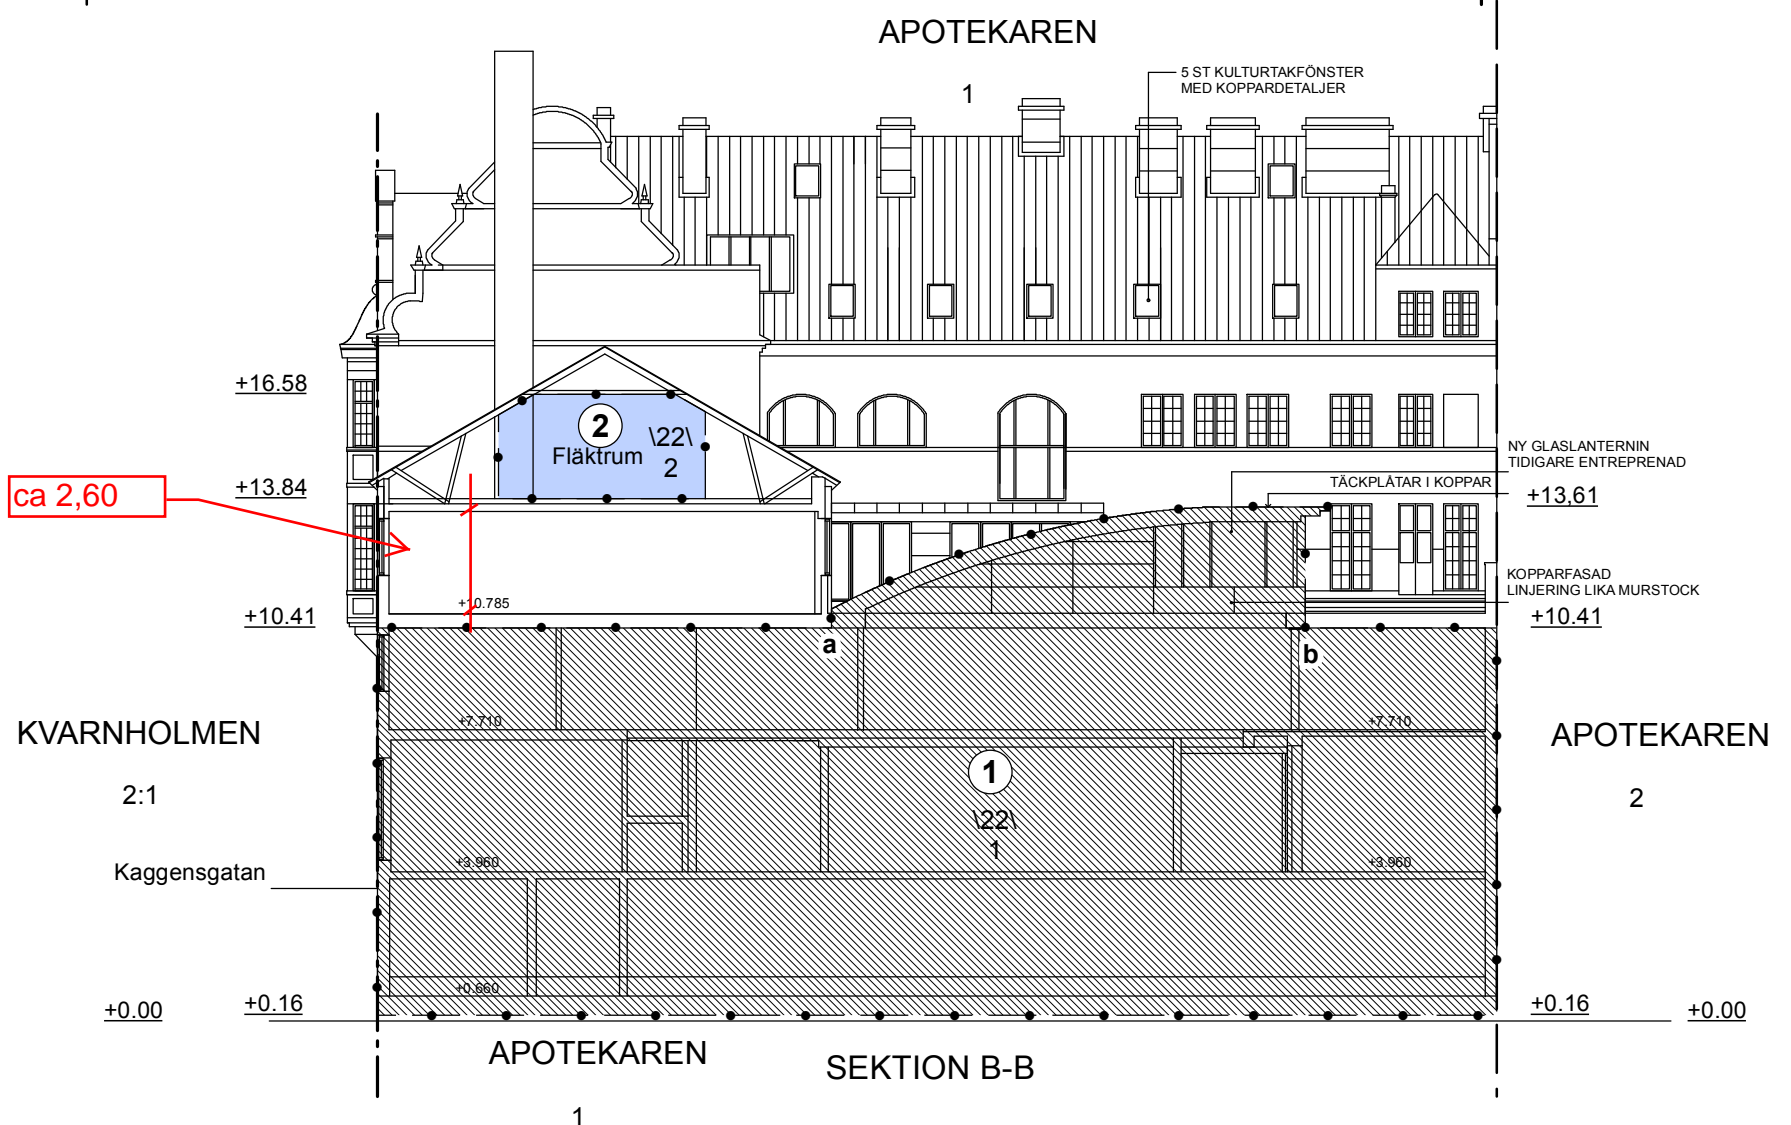 APOTEKAREN
1
5 ST KULTURTAKFÖNSTER
MED KOPPARDETALJER
+16.58
2
Fläktrum
\22\
2
ca 2,60
+13.84
NY GLASLANTERNIN
TIDIGARE ENTREPRENAD
TÄCKPLÅTAR I KOPPAR
+13,61
+10.785
KOPPARFASAD
LINJERING LIKA MURSTOCK
+10.41
+10.41
a
b
+7.710
+7.710
KVARNHOLMEN
2:1
APOTEKAREN
2
1
\22\
1
+3.960
+3.960
Kaggensgatan
+0.660
+0.00
+0.16
+0.16
+0.00
APOTEKAREN
1
SEKTION B-B